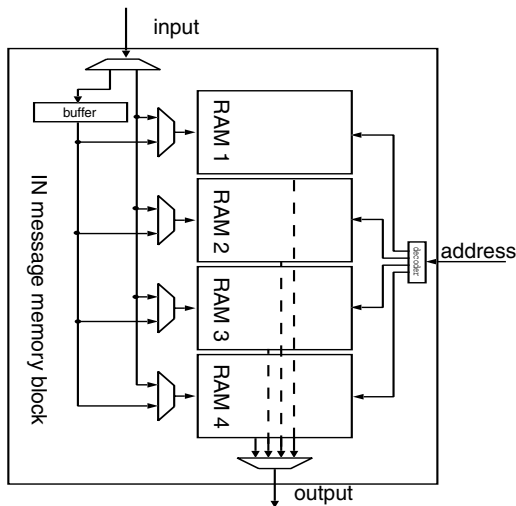 input
buffer
RAM 1
RAM 2
RAM 3
RAM 4
IN message memory block
decoder
address
output